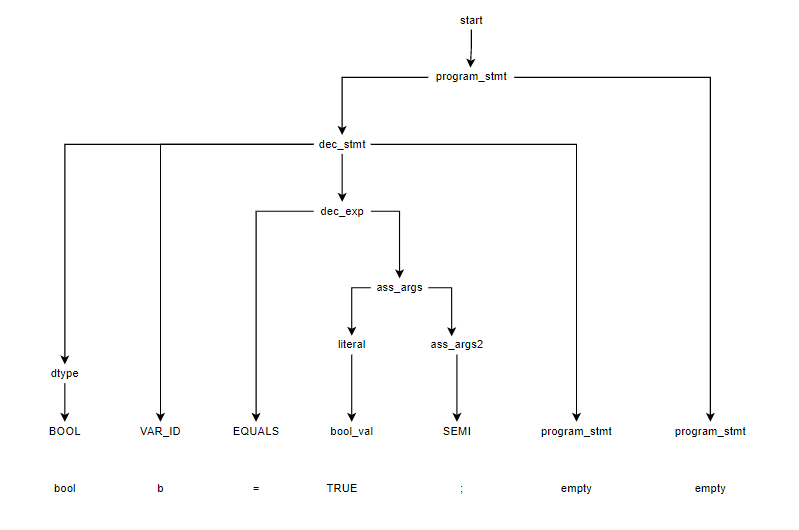 start
program_stmt
dec_stmt
dec_exp
ass_args
literal ass_args2
dtype
BOOL VAR_ID EQUALS bool_val SEMI program_stmt program_stmt
bool b = TRUE ; empty empty